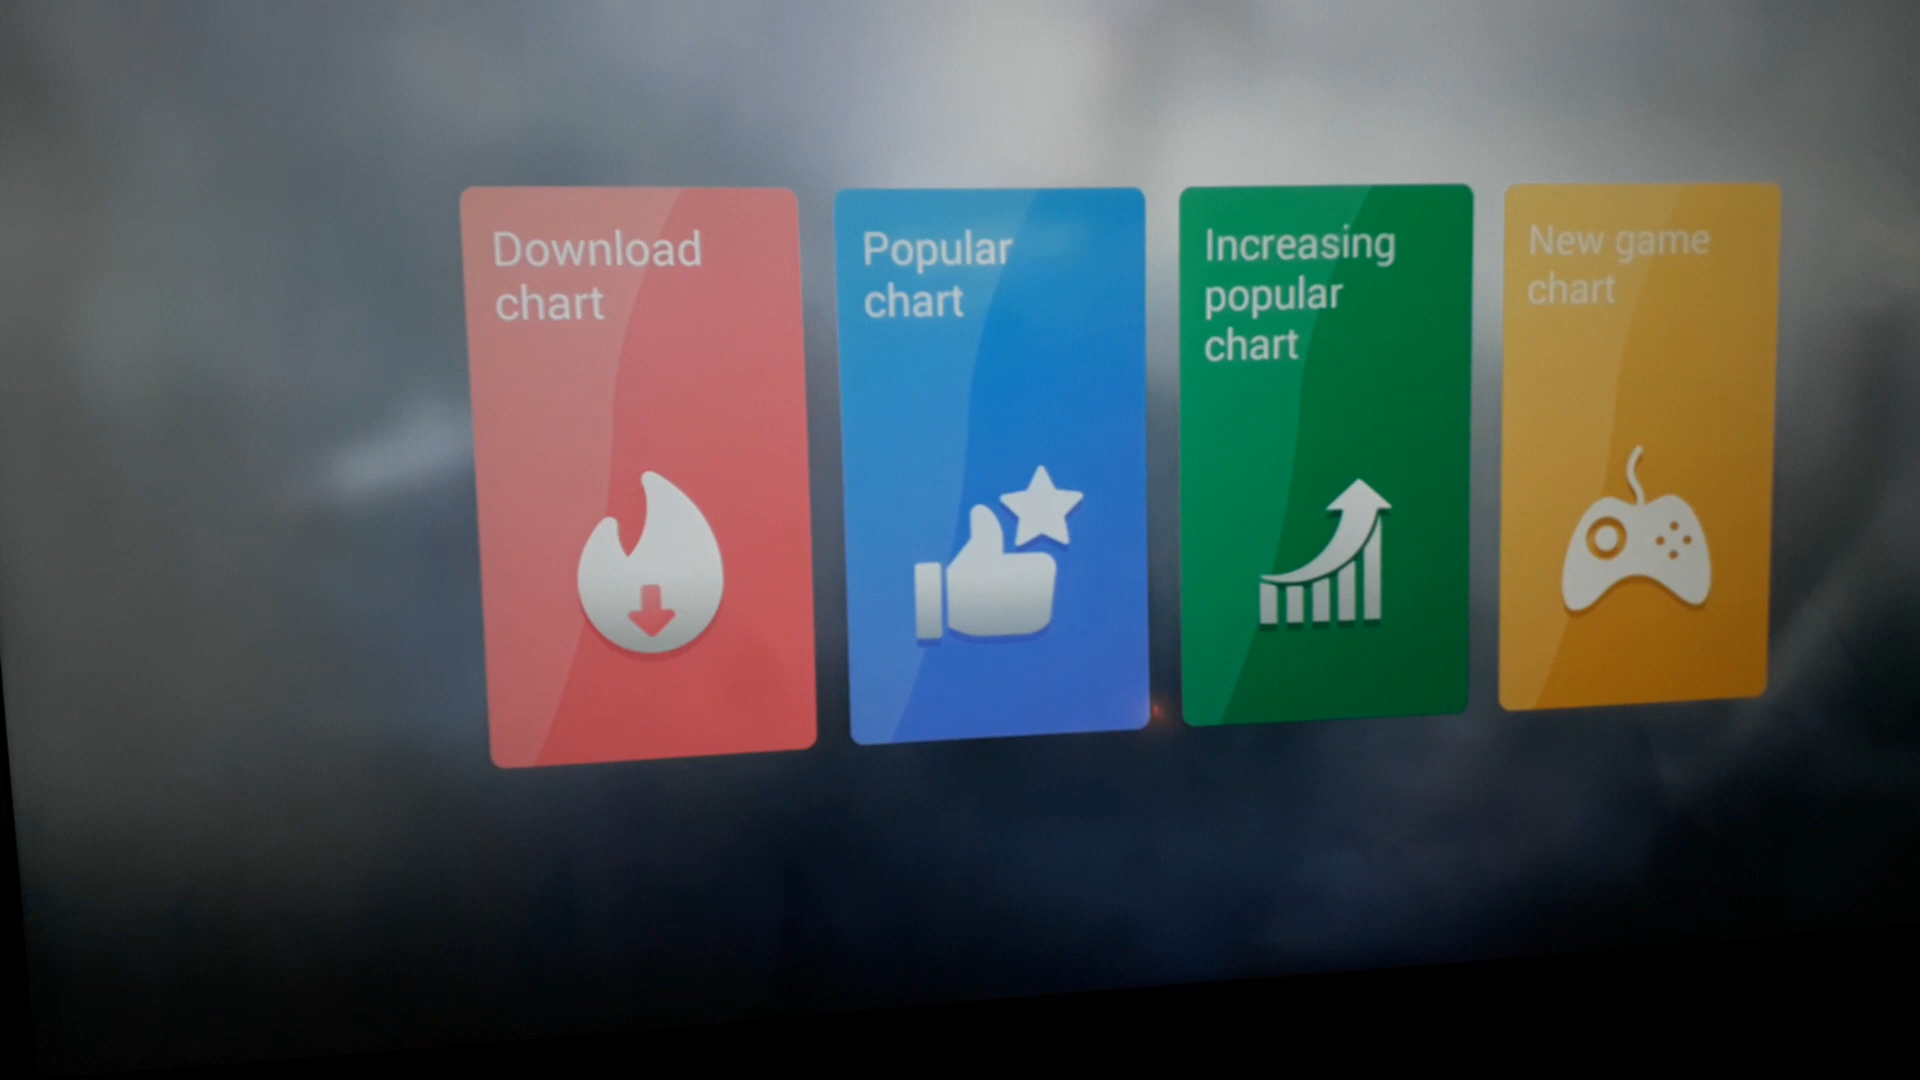 Download
chart
Popular
chart
Increasing
popular
chart
New game
chart